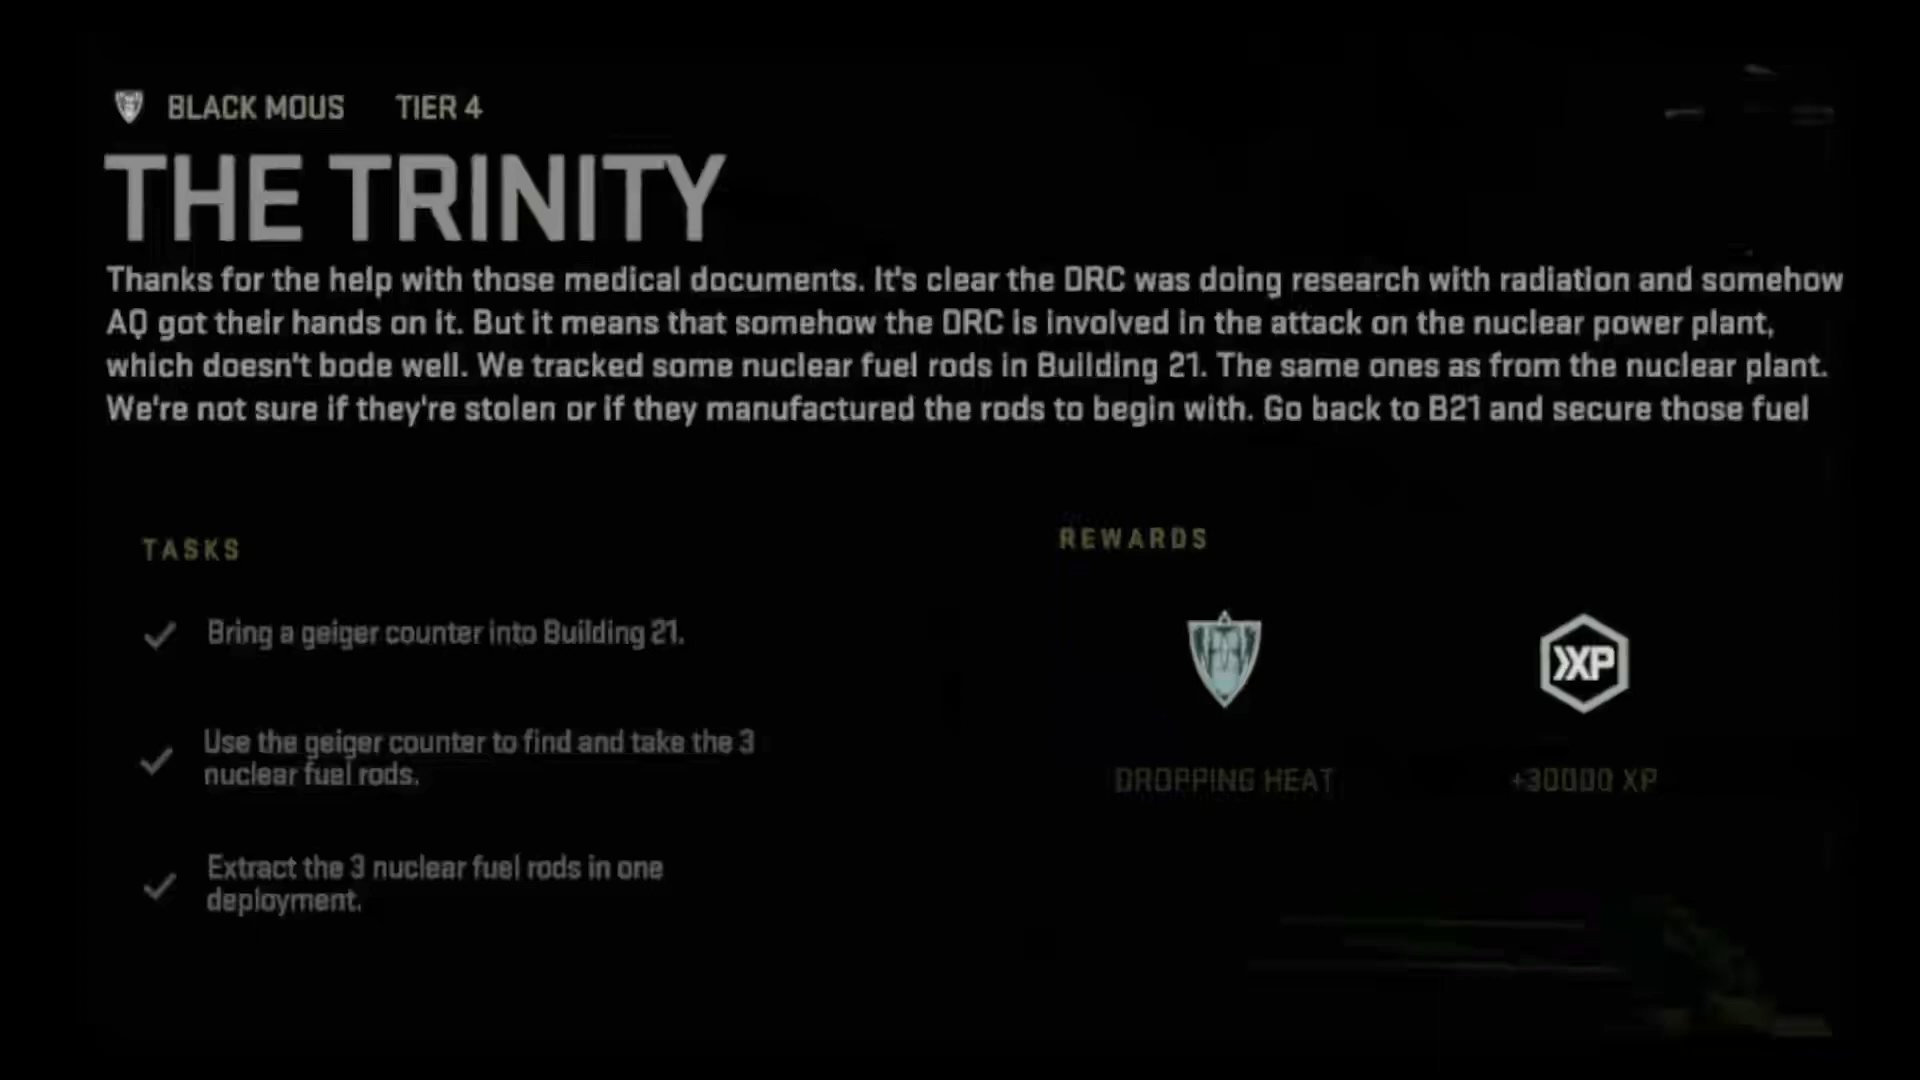 BLACK MOUS TIER 4
THE TRINITY
Thanks for the help with those medical documents. It's clear the DRC was doing research with radiation and somehow
AQ got their hands on it. But it means that somehow the DRC is involved in the attack on the nuclear power plant,
which doesn't bode well. We tracked some nuclear fuel rods in Building 21. The same ones as from the nuclear plant.
We're not sure if they're stolen or if they manufactured the rods to begin with. Go back to B21 and secure those fuel
TASKS
Bring a geiger counter into Building 21.
Use the geiger counter to find and take the 3
nuclear fuel rods.
Extract the 3 nuclear fuel rods in one
deployment.
REWARDS
XP
DROPPING HEAT
+30000 XP